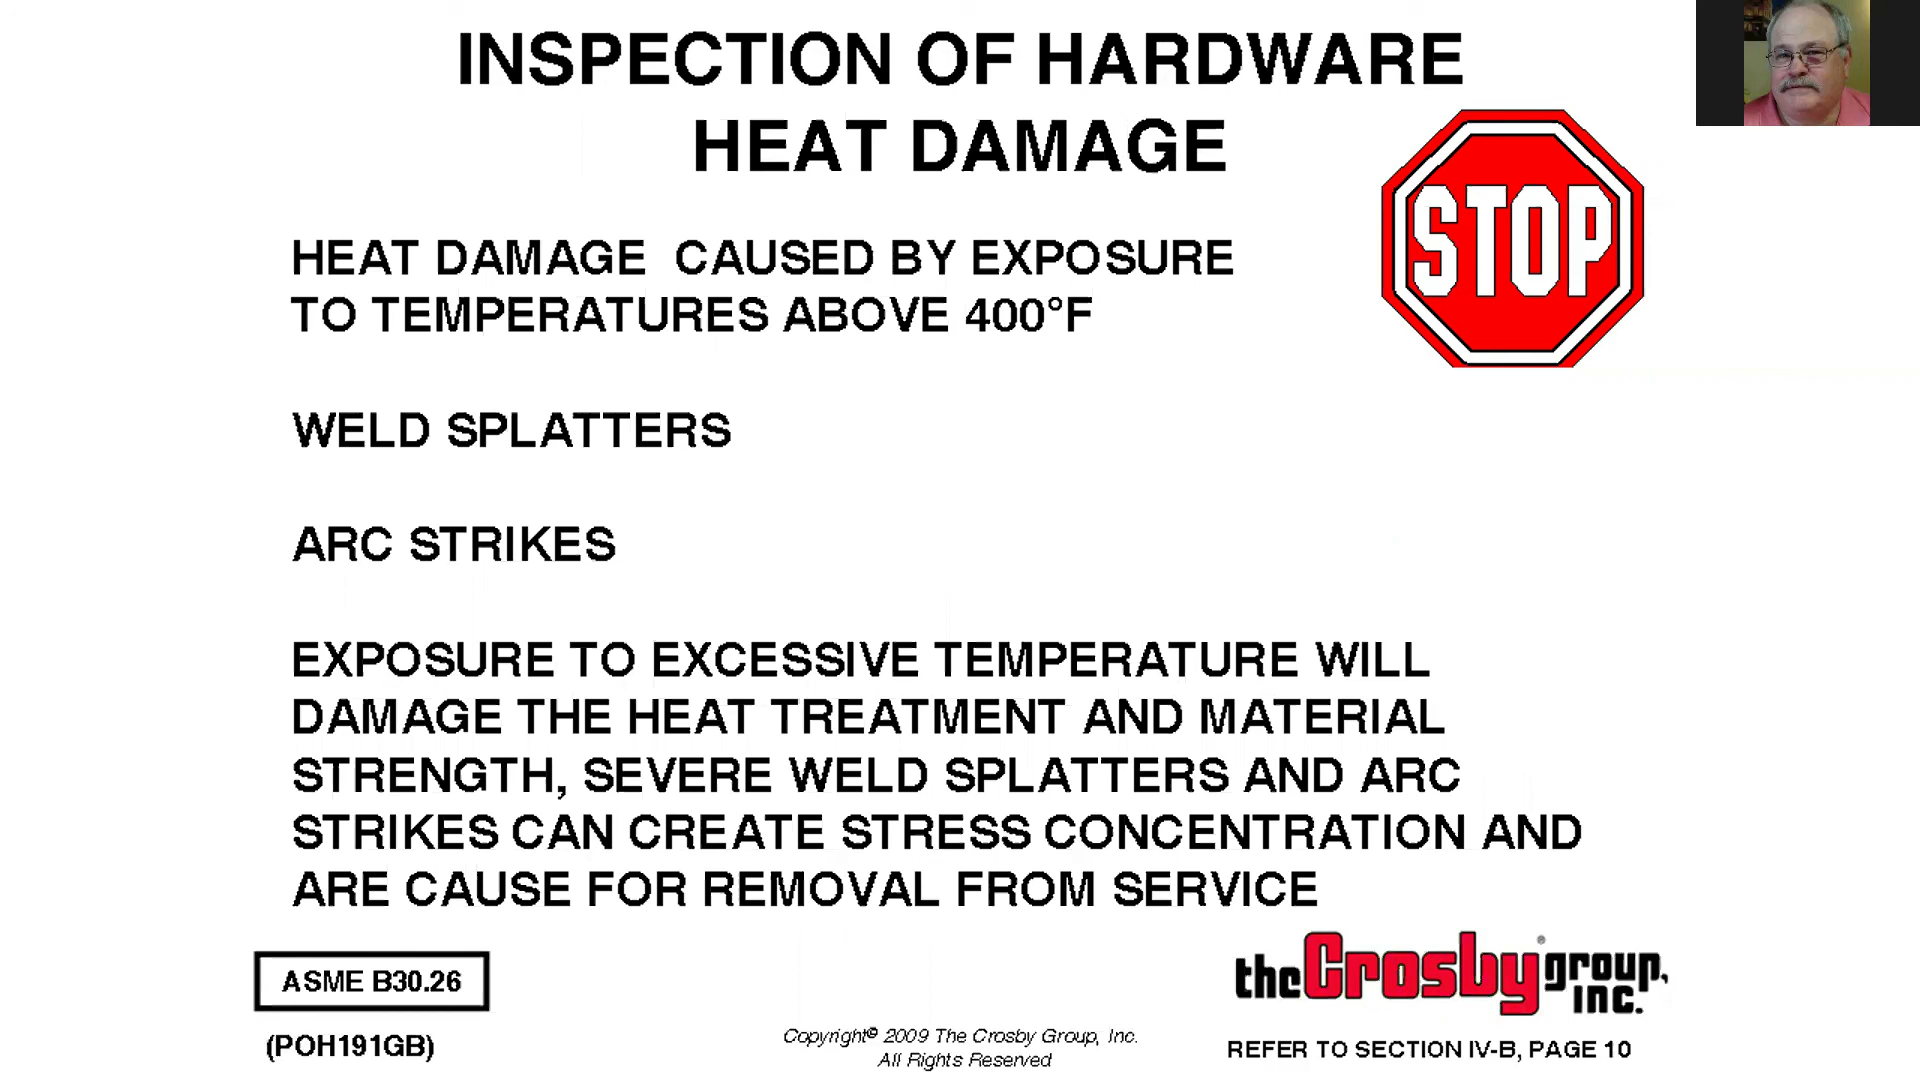 INSPECTION OF HARDWARE
HEAT DAMAGE
STOP
HEAT DAMAGE CAUSED BY EXPOSURE
TO TEMPERATURES ABOVE 400°F
WELD SPLATTERS
ARC STRIKES
EXPOSURE TO EXCESSIVE TEMPERATURE WILL
DAMAGE THE HEAT TREATMENT AND MATERIAL
STRENGTH, SEVERE WELD SPLATTERS AND ARC
STRIKES CAN CREATE STRESS CONCENTRATION AND
ARE CAUSE FOR REMOVAL FROM SERVICE
ASME B30.26
(POH191GB)
Copyright© 2009 The Crosby Group, Inc.
All Rights Reserved
the Crosby® group, inc.
REFER TO SECTION IV-B, PAGE 10